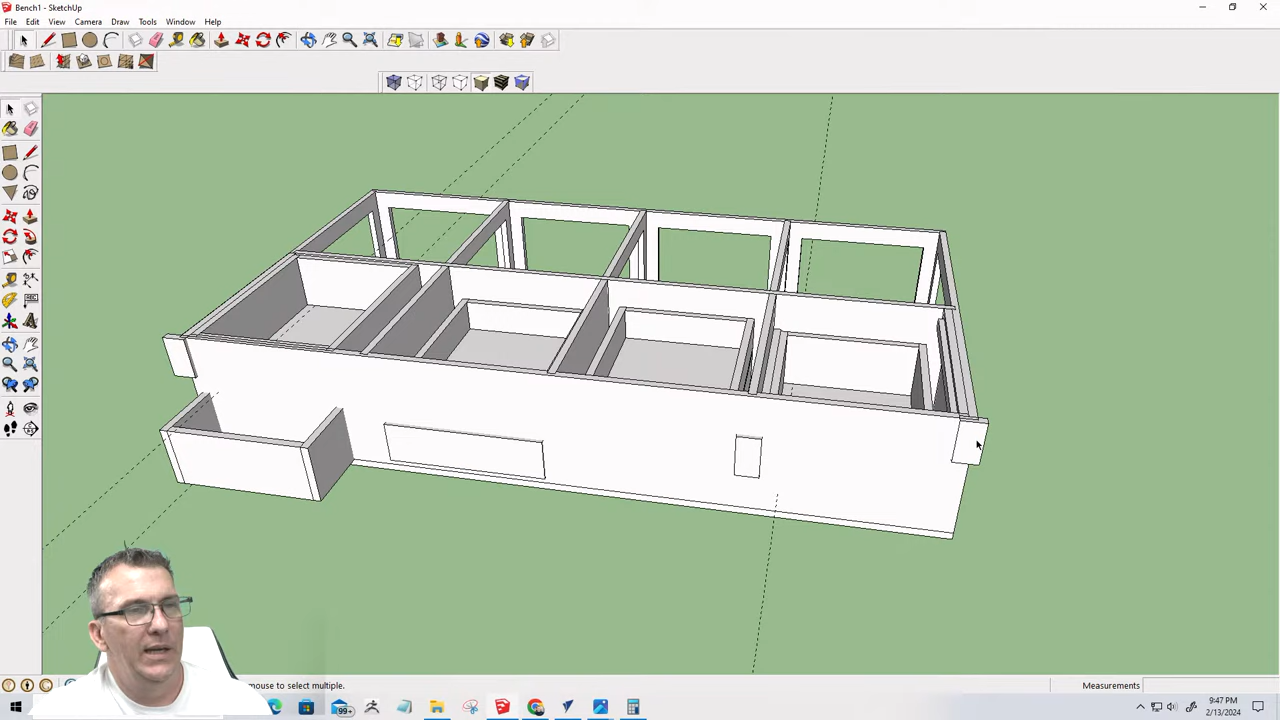 Bench1 - SketchUp
File Edit View Camera Draw Tools Window Help
mouse to select multiple.
Measurements
99+
9:47 PM
2/13/2024